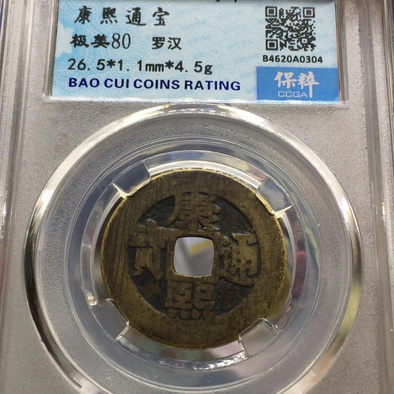 康熙通宝
极美80 罗汉
26.5*1.1mm*4.5g
BAO CUI COINS RATING
B4620A0304
保粹
CCGA
康熙通寳